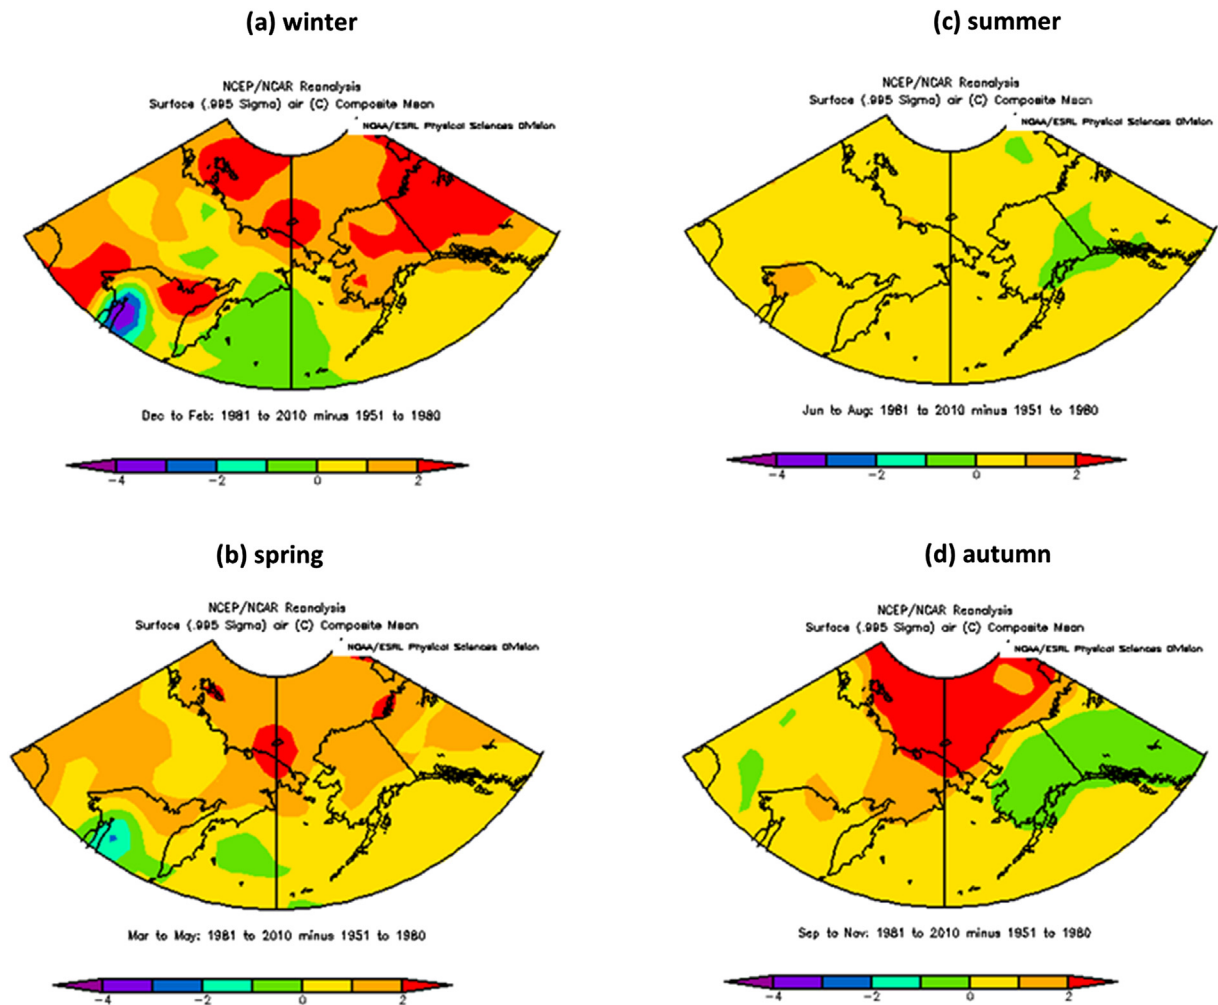 (a) winter
NCEP/NCAR Reanalysis
Surface (.995 Sigma) air (C) Composite Mean
NOAA/ESRL Physical Sciences Division
Dec to Feb: 1981 to 2010 minus 1951 to 1980
-4 -2 0 2
(c) summer
NCEP/NCAR Reanalysis
Surface (.995 Sigma) air (C) Composite Mean
NOAA/ESRL Physical Sciences Division
Jun to Aug: 1981 to 2010 minus 1951 to 1980
-4 -2 0 2
(b) spring
NCEP/NCAR Reanalysis
Surface (.995 Sigma) air (C) Composite Mean
NOAA/ESRL Physical Sciences Division
Mar to May: 1981 to 2010 minus 1951 to 1980
-4 -2 0 2
(d) autumn
NCEP/NCAR Reanalysis
Surface (.995 Sigma) air (C) Composite Mean
NOAA/ESRL Physical Sciences Division
Sep to Nov: 1981 to 2010 minus 1951 to 1980
-4 -2 0 2